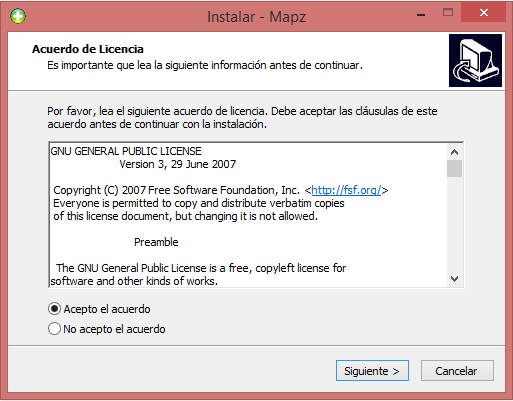 Instalar - Mapz
Acuerdo de Licencia
Es importante que lea la siguiente información antes de continuar.
Por favor, lea el siguiente acuerdo de licencia. Debe aceptar las cláusulas de este
acuerdo antes de continuar con la instalación.
GNU GENERAL PUBLIC LICENSE
Version 3, 29 June 2007
Copyright (C) 2007 Free Software Foundation, Inc. <http://fsf.org/>
Everyone is permitted to copy and distribute verbatim copies
of this license document, but changing it is not allowed.
Preamble
The GNU General Public License is a free, copyleft license for
software and other kinds of works.
Acepto el acuerdo
No acepto el acuerdo
Siguiente >
Cancelar